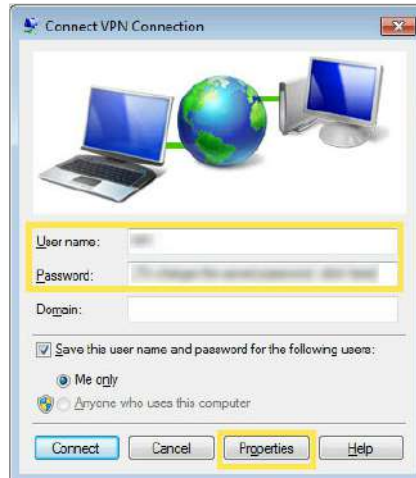 Connect VPN Connection
User name:
Password:
Domain:
Save this user name and password for the following users:
Me only
Anyone who uses this computer
Connect Cancel Properties Help